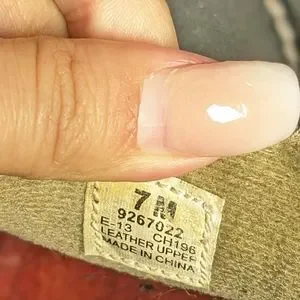 7M
9267022
E-13 CH196
LEATHER UPPER
MADE IN CHINA